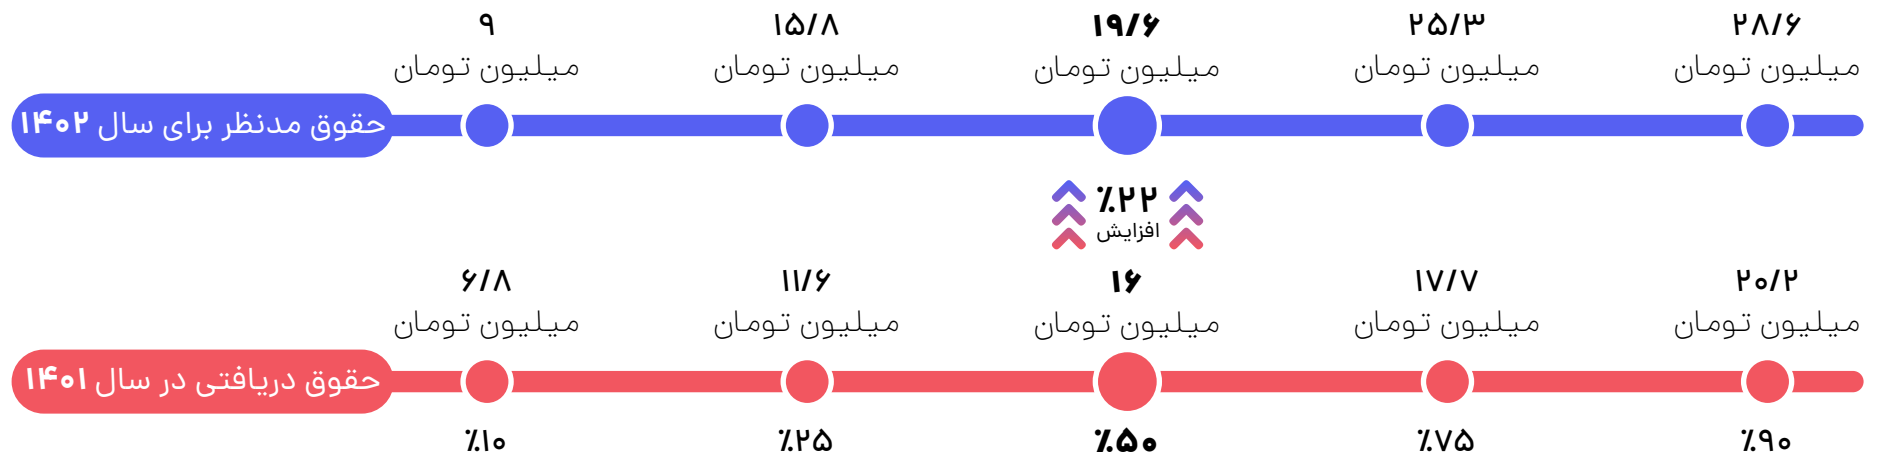 ۹
میلیون تومان
۱۵/۸
میلیون تومان
۱۹/۶
میلیون تومان
۲۵/۳
میلیون تومان
۲۸/۶
میلیون تومان
حقوق مدنظر برای سال ۱۴۰۲
٪۲۲
افزایش
۶/۸
میلیون تومان
۱۱/۶
میلیون تومان
۱۶
میلیون تومان
۱۷/۷
میلیون تومان
۲۰/۲
میلیون تومان
حقوق دریافتی در سال ۱۴۰۱
٪۱۰
٪۲۵
٪۵۰
٪۷۵
٪۹۰